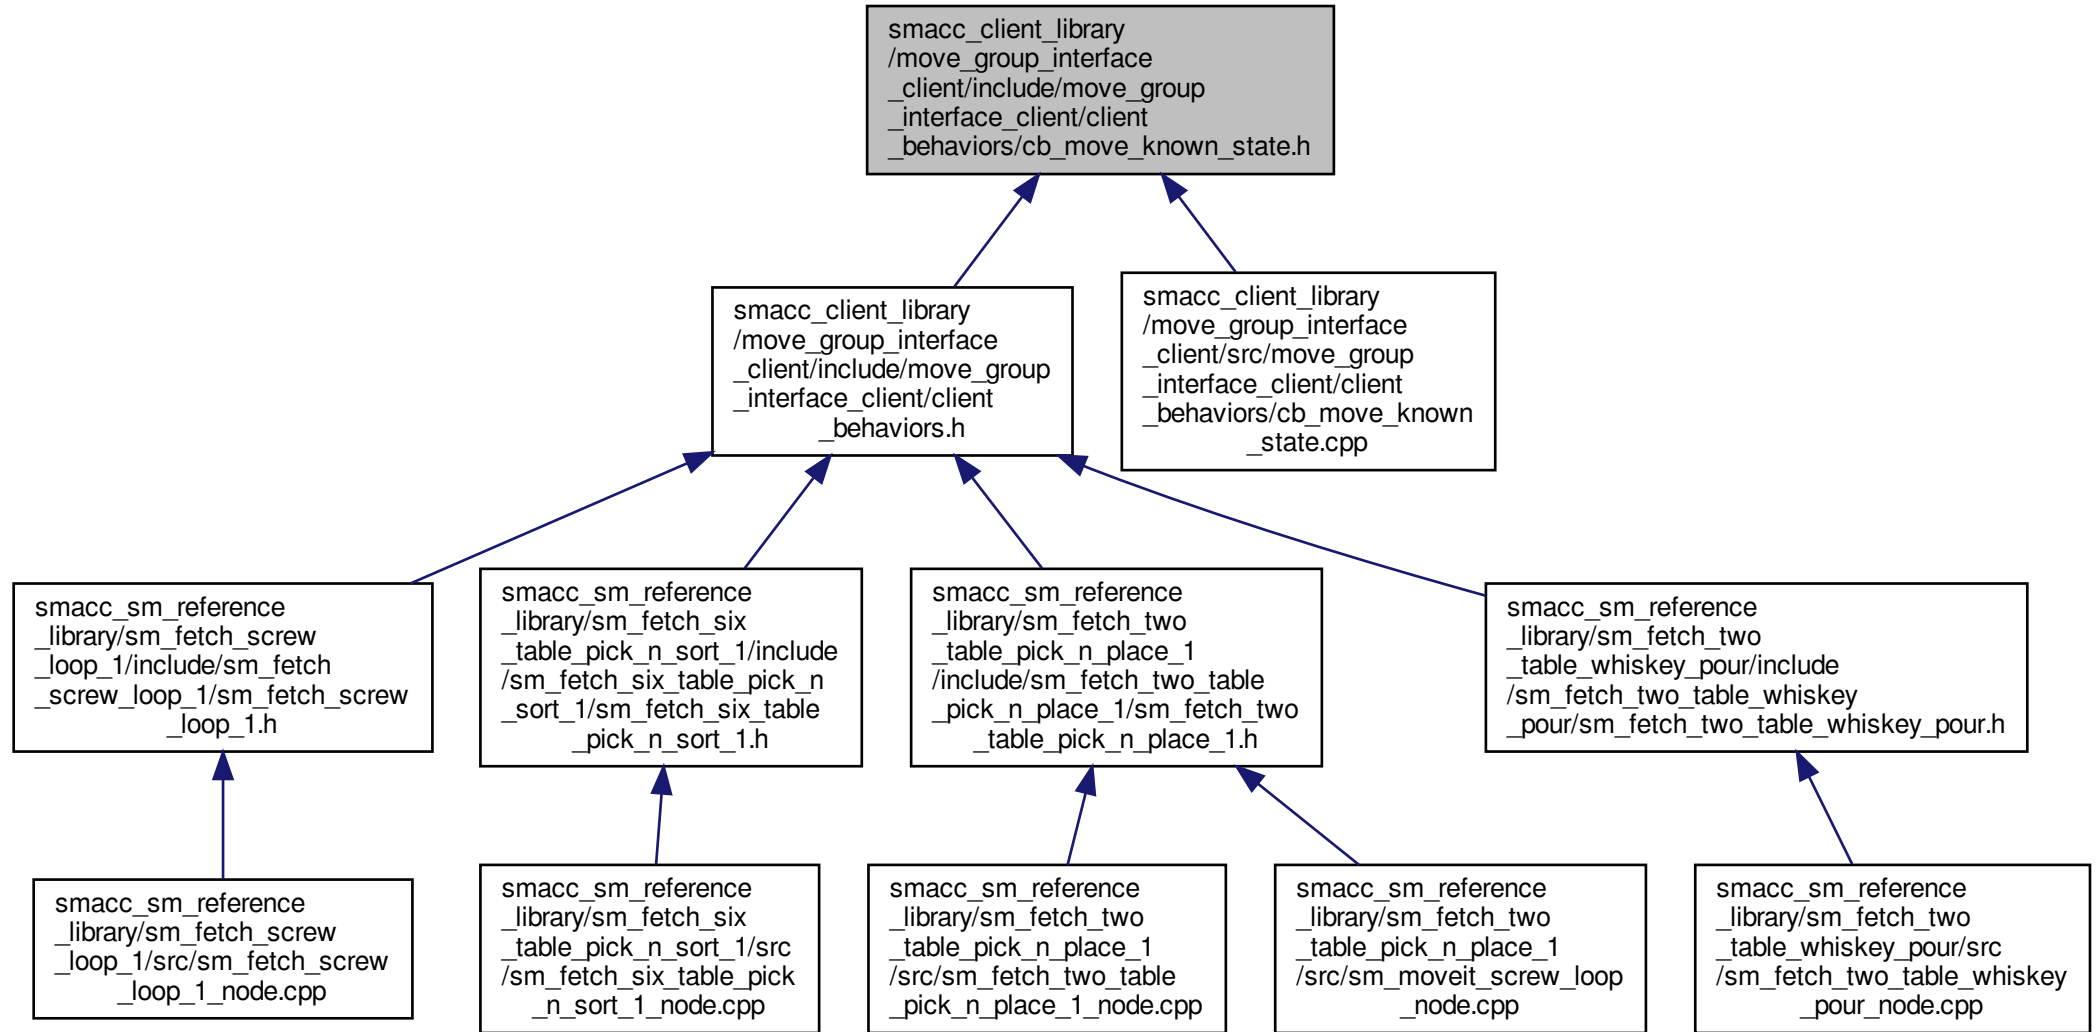 smacc_client_library
/move_group_interface
_client/include/move_group
_interface_client/client
_behaviors/cb_move_known_state.h
smacc_client_library
/move_group_interface
_client/include/move_group
_interface_client/client
_behaviors.h
smacc_client_library
/move_group_interface
_client/src/move_group
_interface_client/client
_behaviors/cb_move_known
_state.cpp
smacc_sm_reference
_library/sm_fetch_screw
_loop_1/include/sm_fetch
_screw_loop_1/sm_fetch_screw
_loop_1.h
smacc_sm_reference
_library/sm_fetch_six
_table_pick_n_sort_1/include
/sm_fetch_six_table_pick_n
_sort_1/sm_fetch_six_table
_pick_n_sort_1.h
smacc_sm_reference
_library/sm_fetch_two
_table_pick_n_place_1
/include/sm_fetch_two_table
_pick_n_place_1/sm_fetch_two
_table_pick_n_place_1.h
smacc_sm_reference
_library/sm_fetch_two
_table_whiskey_pour/include
/sm_fetch_two_table_whiskey
_pour/sm_fetch_two_table_whiskey_pour.h
smacc_sm_reference
_library/sm_fetch_screw
_loop_1/src/sm_fetch_screw
_loop_1_node.cpp
smacc_sm_reference
_library/sm_fetch_six
_table_pick_n_sort_1/src
/sm_fetch_six_table_pick
_n_sort_1_node.cpp
smacc_sm_reference
_library/sm_fetch_two
_table_pick_n_place_1
/src/sm_fetch_two_table
_pick_n_place_1_node.cpp
smacc_sm_reference
_library/sm_fetch_two
_table_pick_n_place_1
/src/sm_moveit_screw_loop
_node.cpp
smacc_sm_reference
_library/sm_fetch_two
_table_whiskey_pour/src
/sm_fetch_two_table_whiskey
_pour_node.cpp